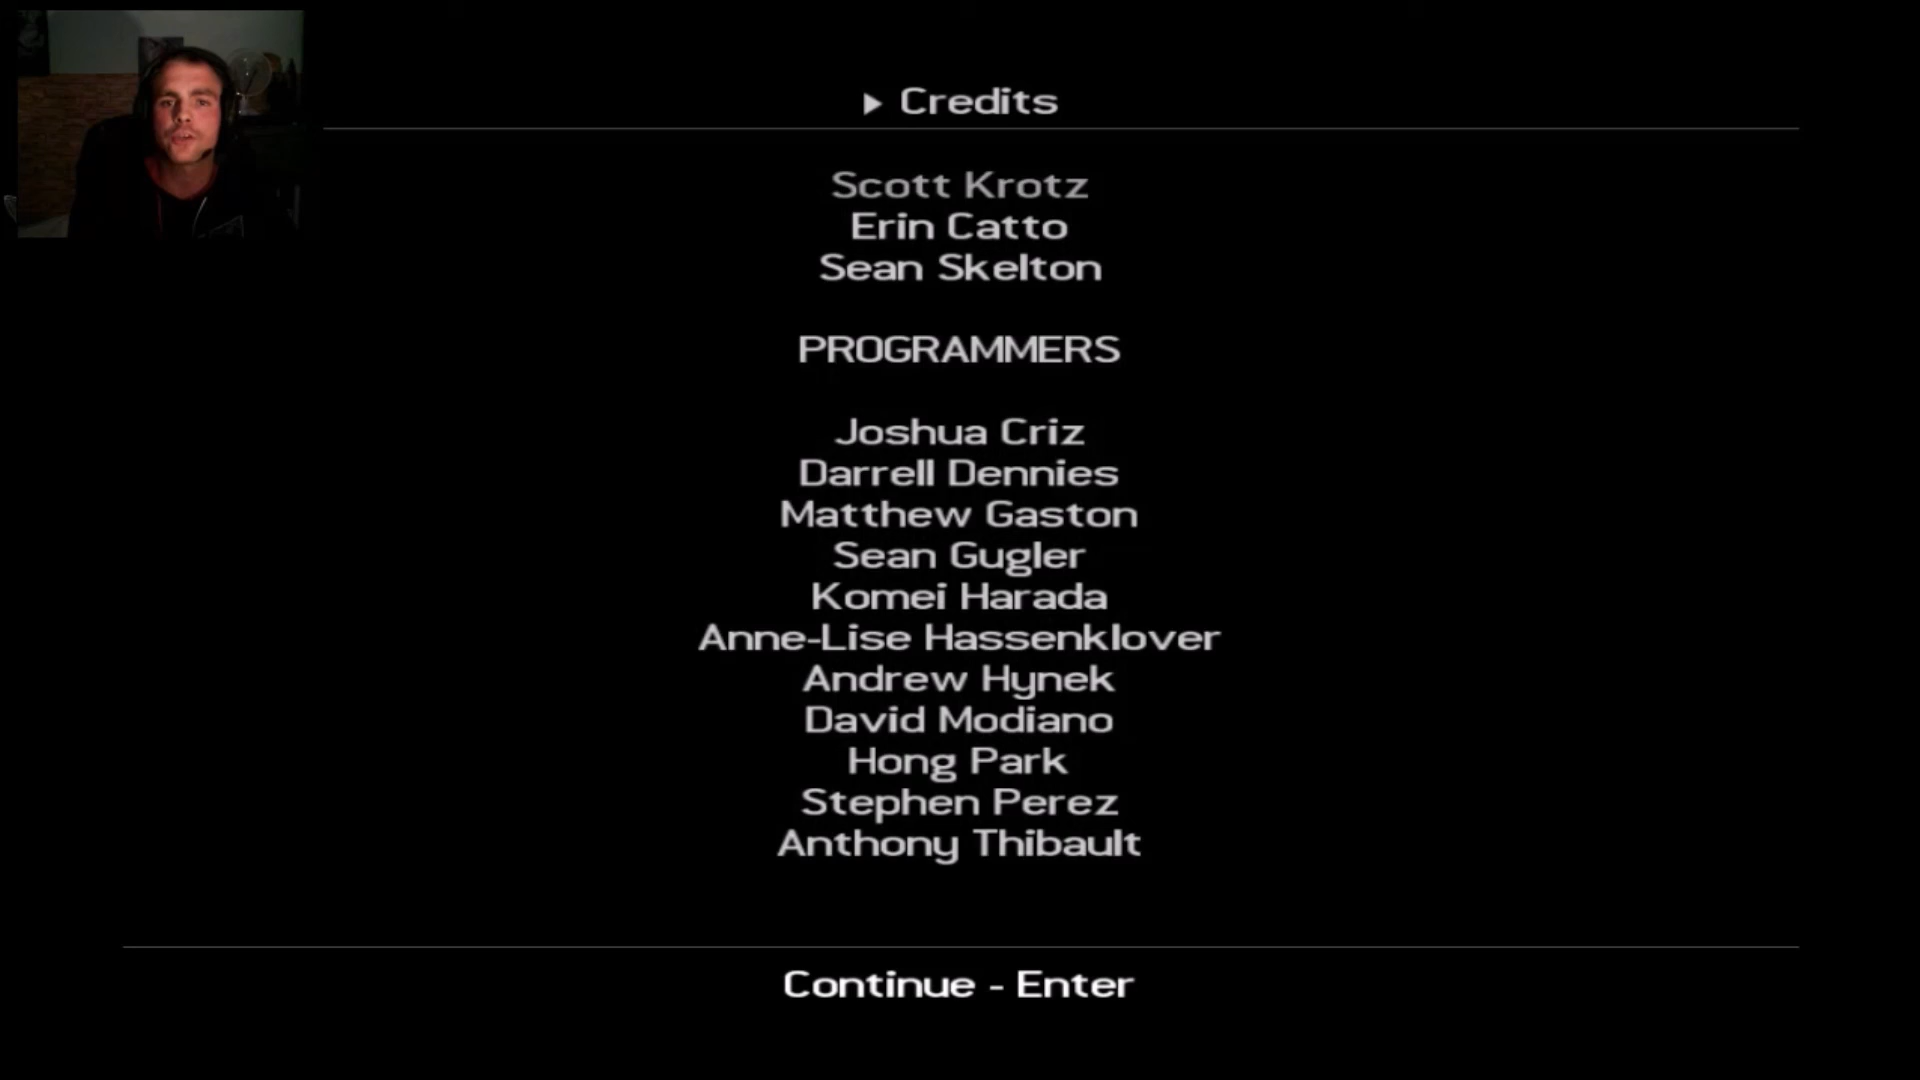 Credits
Scott Krotz
Erin Catto
Sean Skelton
PROGRAMMERS
Joshua Criz
Darrell Dennies
Matthew Gaston
Sean Gugler
Komei Harada
Anne-Lise Hassenklover
Andrew Hynek
David Modiano
Hong Park
Stephen Perez
Anthony Thibault
Continue - Enter